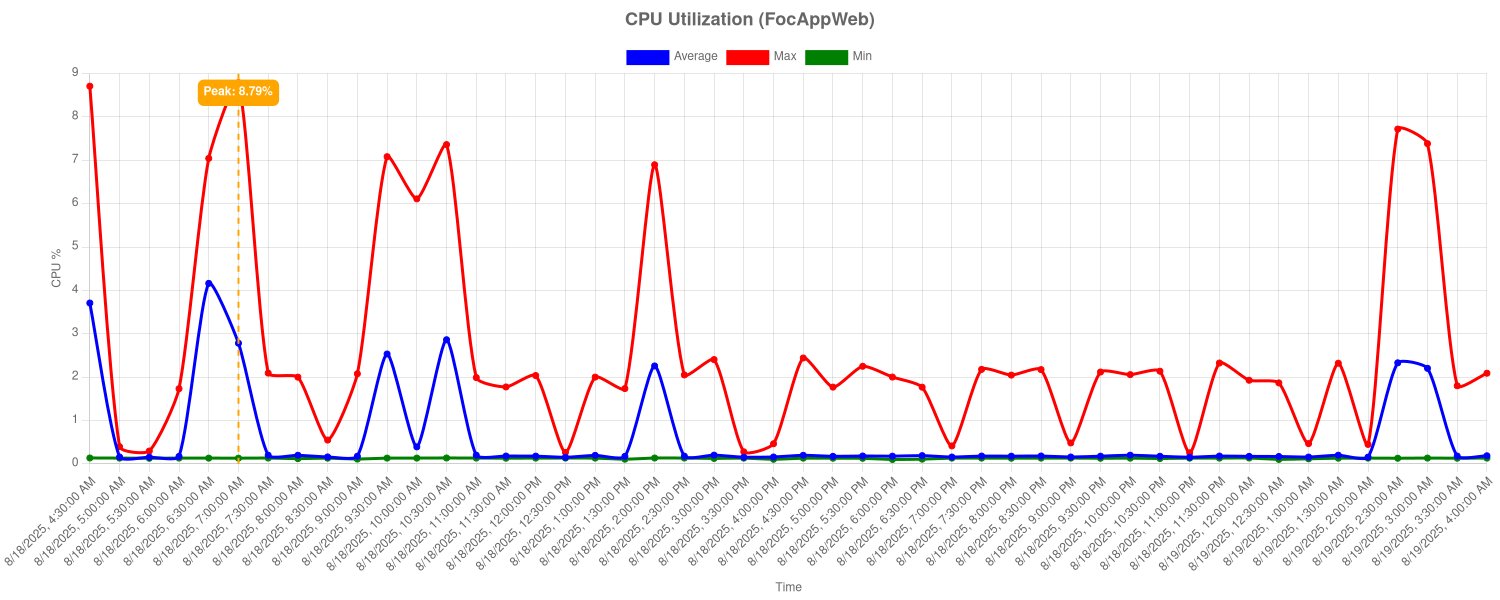 CPU Utilization (FocAppWeb)
Average Max Min
9
Peak: 8.79%
8
7
6
5
4
3
2
1
0
CPU %
8/18/2025, 4:30:00 AM
8/18/2025, 5:00:00 AM
8/18/2025, 5:30:00 AM
8/18/2025, 6:00:00 AM
8/18/2025, 6:30:00 AM
8/18/2025, 7:00:00 AM
8/18/2025, 7:30:00 AM
8/18/2025, 8:00:00 AM
8/18/2025, 8:30:00 AM
8/18/2025, 9:00:00 AM
8/18/2025, 9:30:00 AM
8/18/2025, 10:00:00 AM
8/18/2025, 10:30:00 AM
8/18/2025, 11:00:00 AM
8/18/2025, 11:30:00 AM
8/18/2025, 12:00:00 PM
8/18/2025, 12:30:00 PM
8/18/2025, 1:00:00 PM
8/18/2025, 1:30:00 PM
8/18/2025, 2:00:00 PM
8/18/2025, 2:30:00 PM
8/18/2025, 3:00:00 PM
8/18/2025, 3:30:00 PM
8/18/2025, 4:00:00 PM
8/18/2025, 4:30:00 PM
8/18/2025, 5:00:00 PM
8/18/2025, 5:30:00 PM
8/18/2025, 6:00:00 PM
8/18/2025, 6:30:00 PM
8/18/2025, 7:00:00 PM
8/18/2025, 7:30:00 PM
8/18/2025, 8:00:00 PM
8/18/2025, 8:30:00 PM
8/18/2025, 9:00:00 PM
8/18/2025, 9:30:00 PM
8/18/2025, 10:00:00 PM
8/18/2025, 10:30:00 PM
8/18/2025, 11:00:00 PM
8/18/2025, 11:30:00 PM
8/19/2025, 12:00:00 AM
8/19/2025, 12:30:00 AM
8/19/2025, 1:00:00 AM
8/19/2025, 1:30:00 AM
8/19/2025, 2:00:00 AM
8/19/2025, 2:30:00 AM
8/19/2025, 3:00:00 AM
8/19/2025, 3:30:00 AM
8/19/2025, 4:00:00 AM
Time